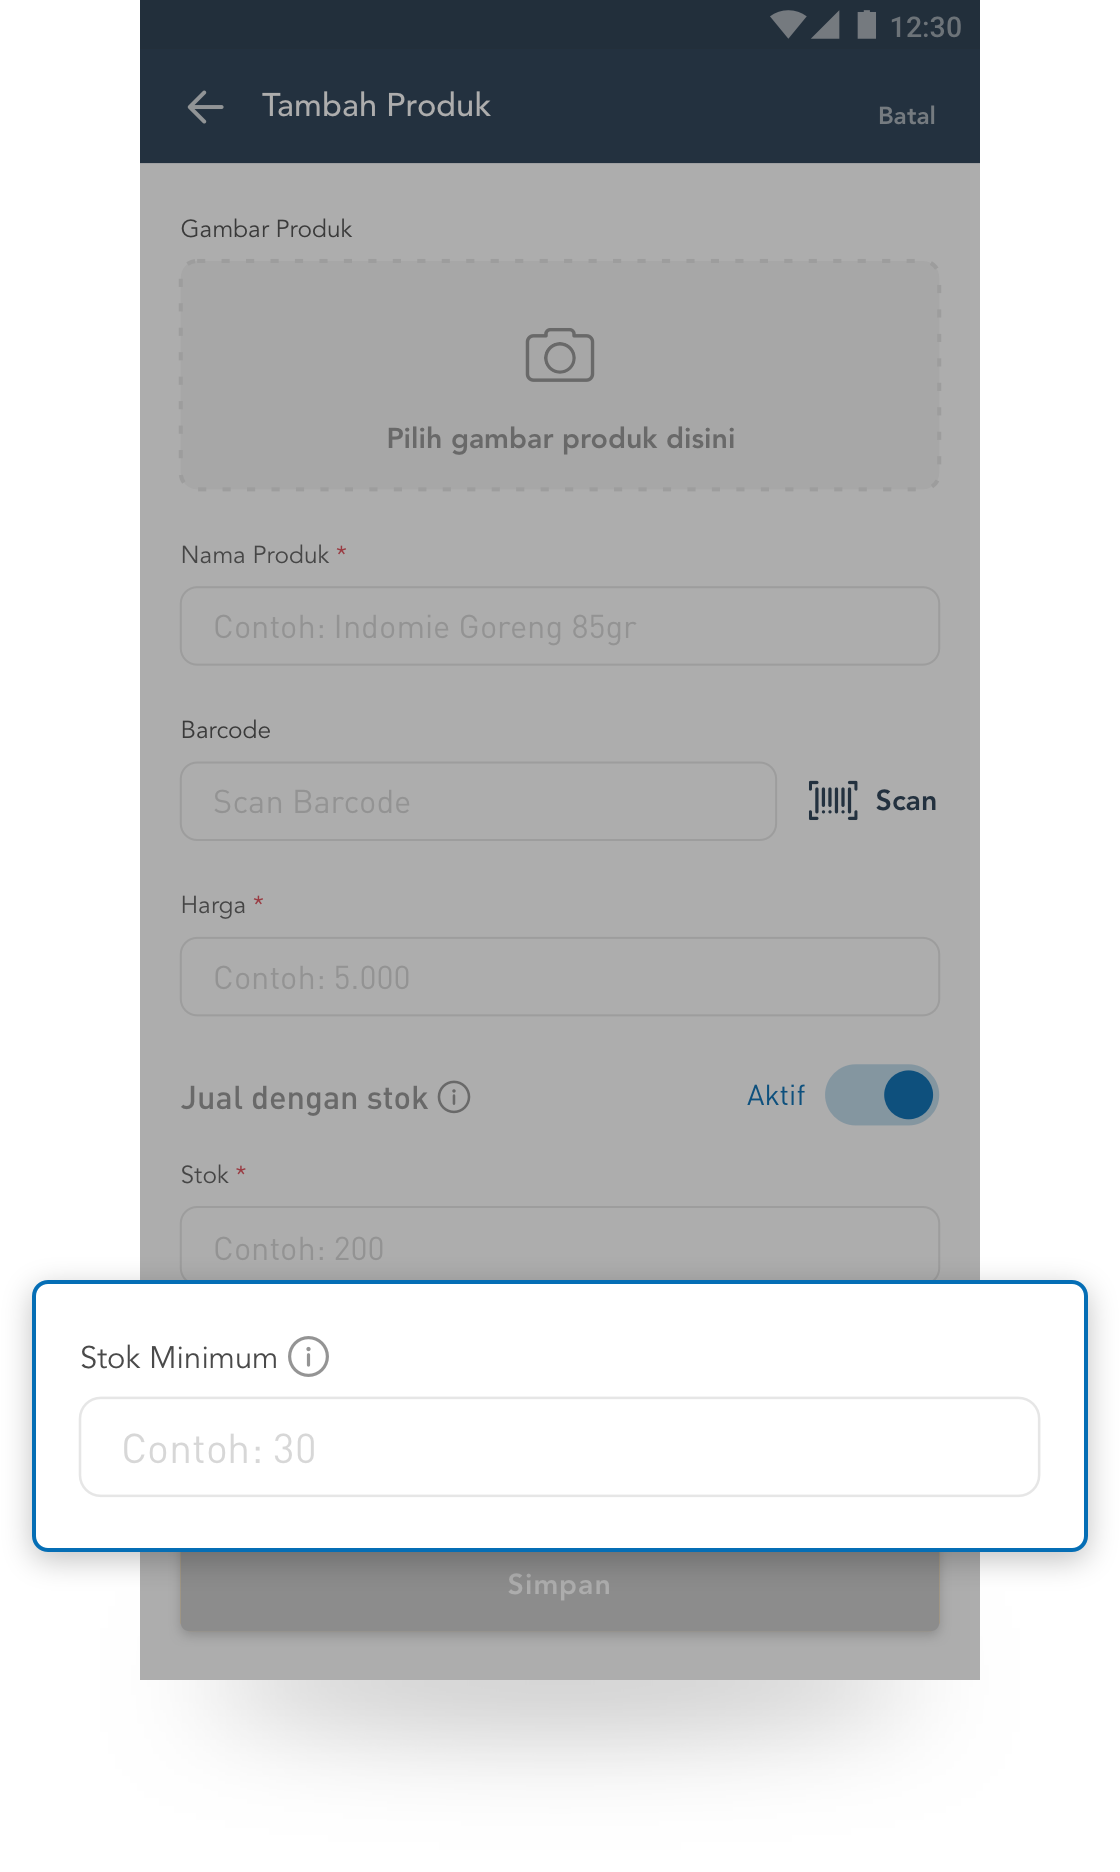 12:30
Tambah Produk
Batal
Gambar Produk
Pilih gambar produk disini
Nama Produk *
Contoh: Indomie Goreng 85gr
Barcode
Scan Barcode
Scan
Harga *
Contoh: 5.000
Jual dengan stok
Aktif
Stok *
Contoh: 200
Stok Minimum
Contoh: 30
Simpan